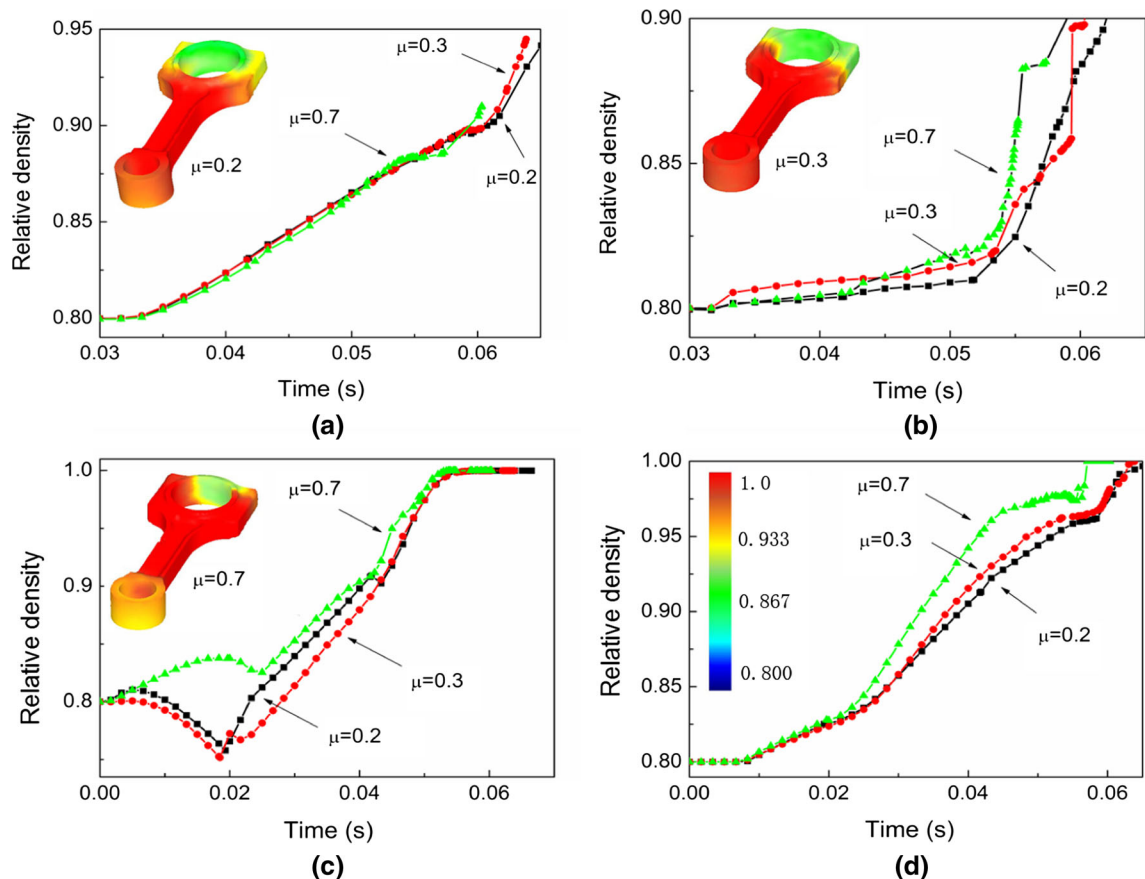 0.95
0.90
0.85
0.80
Relative density
μ=0.2
μ=0.7
μ=0.3
μ=0.2
0.03
0.04
0.05
0.06
Time (s)
(a)
0.90
0.85
0.80
Relative density
μ=0.3
μ=0.7
μ=0.3
μ=0.2
0.03
0.04
0.05
0.06
Time (s)
(b)
1.0
0.9
0.8
Relative density
μ=0.7
μ=0.7
μ=0.3
μ=0.2
0.00
0.02
0.04
0.06
Time (s)
(c)
1.00
0.95
0.90
0.85
0.80
Relative density
1.0
0.933
0.867
0.800
μ=0.7
μ=0.3
μ=0.2
0.00
0.02
0.04
0.06
Time (s)
(d)